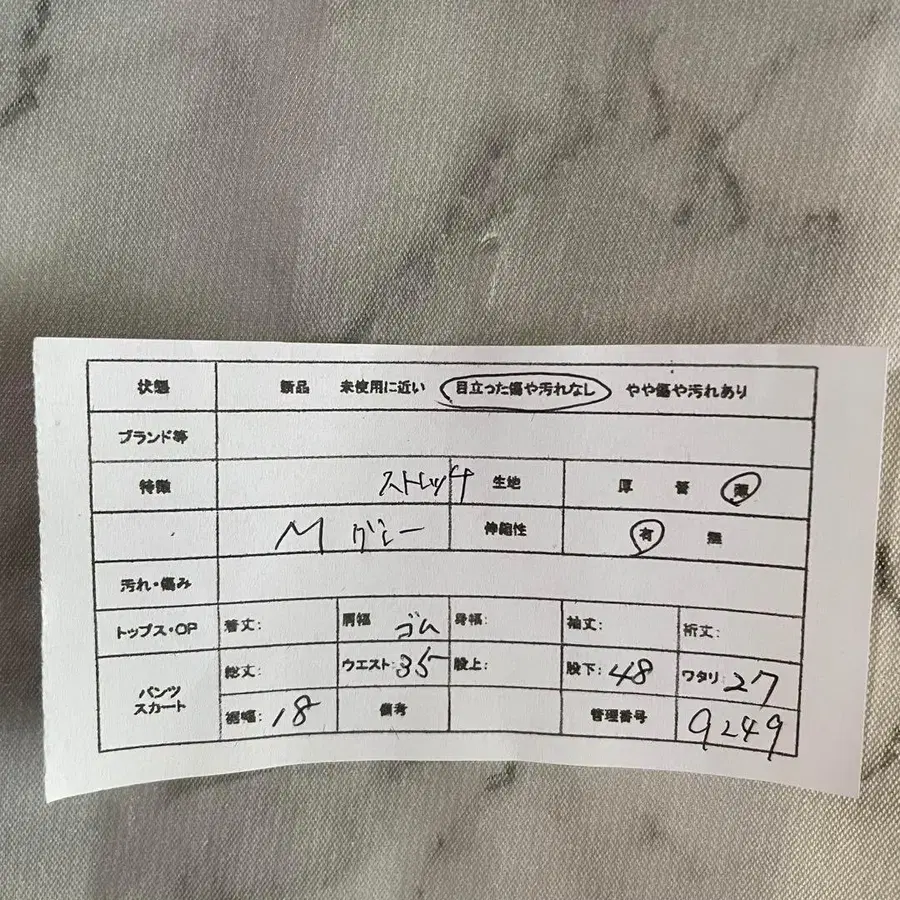 状態 新品 未使用に近い 目立った傷や汚れなし やや傷や汚れあり
ブランド等
特徴 ストレッチ 生地 厚 普 薄
M グレー 伸縮性 有 無
汚れ・傷み
トップス・OP 着丈: 肩幅 ゴム 身幅: 袖丈: 裄丈:
パンツ スカート 総丈: ウエスト:35 股上: 股下:48 ワタリ:27
裾幅:18 備考 管理番号 9249